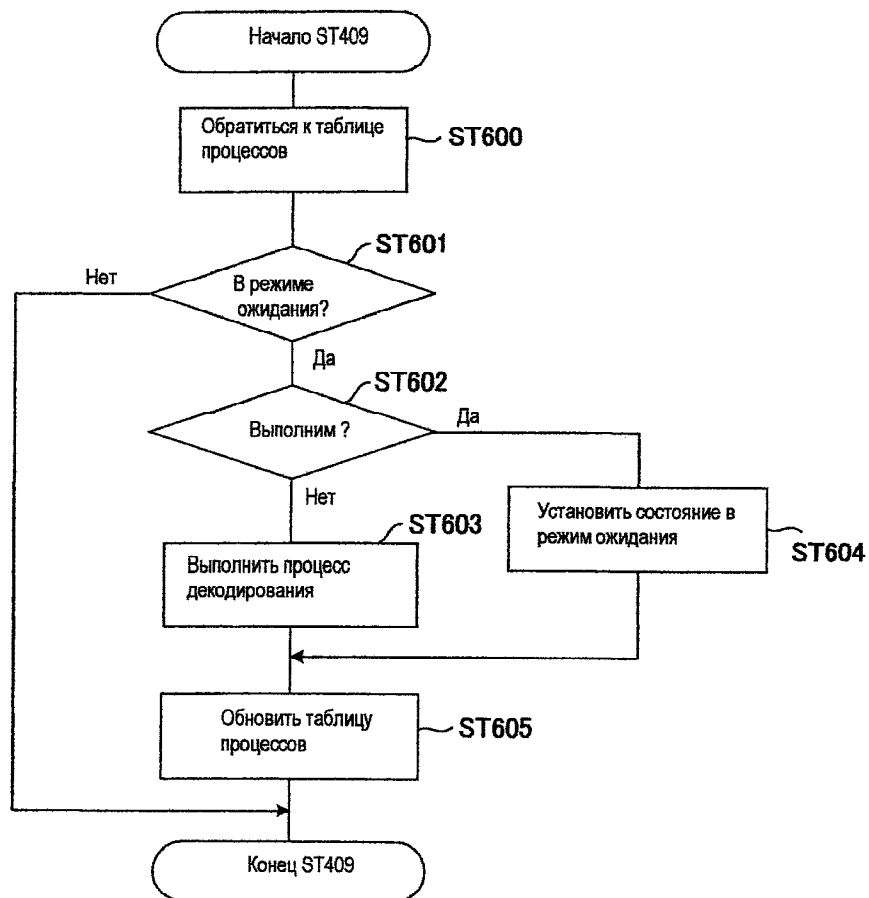 Начало ST409
Обратиться к таблице
процессов
ST600
ST601
Нет
В режиме
ожидания?
Да
ST602
Выполним ?
Да
Нет
ST603
Выполнить процесс
декодирования
Установить состояние в
режим ожидания
ST604
Обновить таблицу
процессов
ST605
Конец ST409